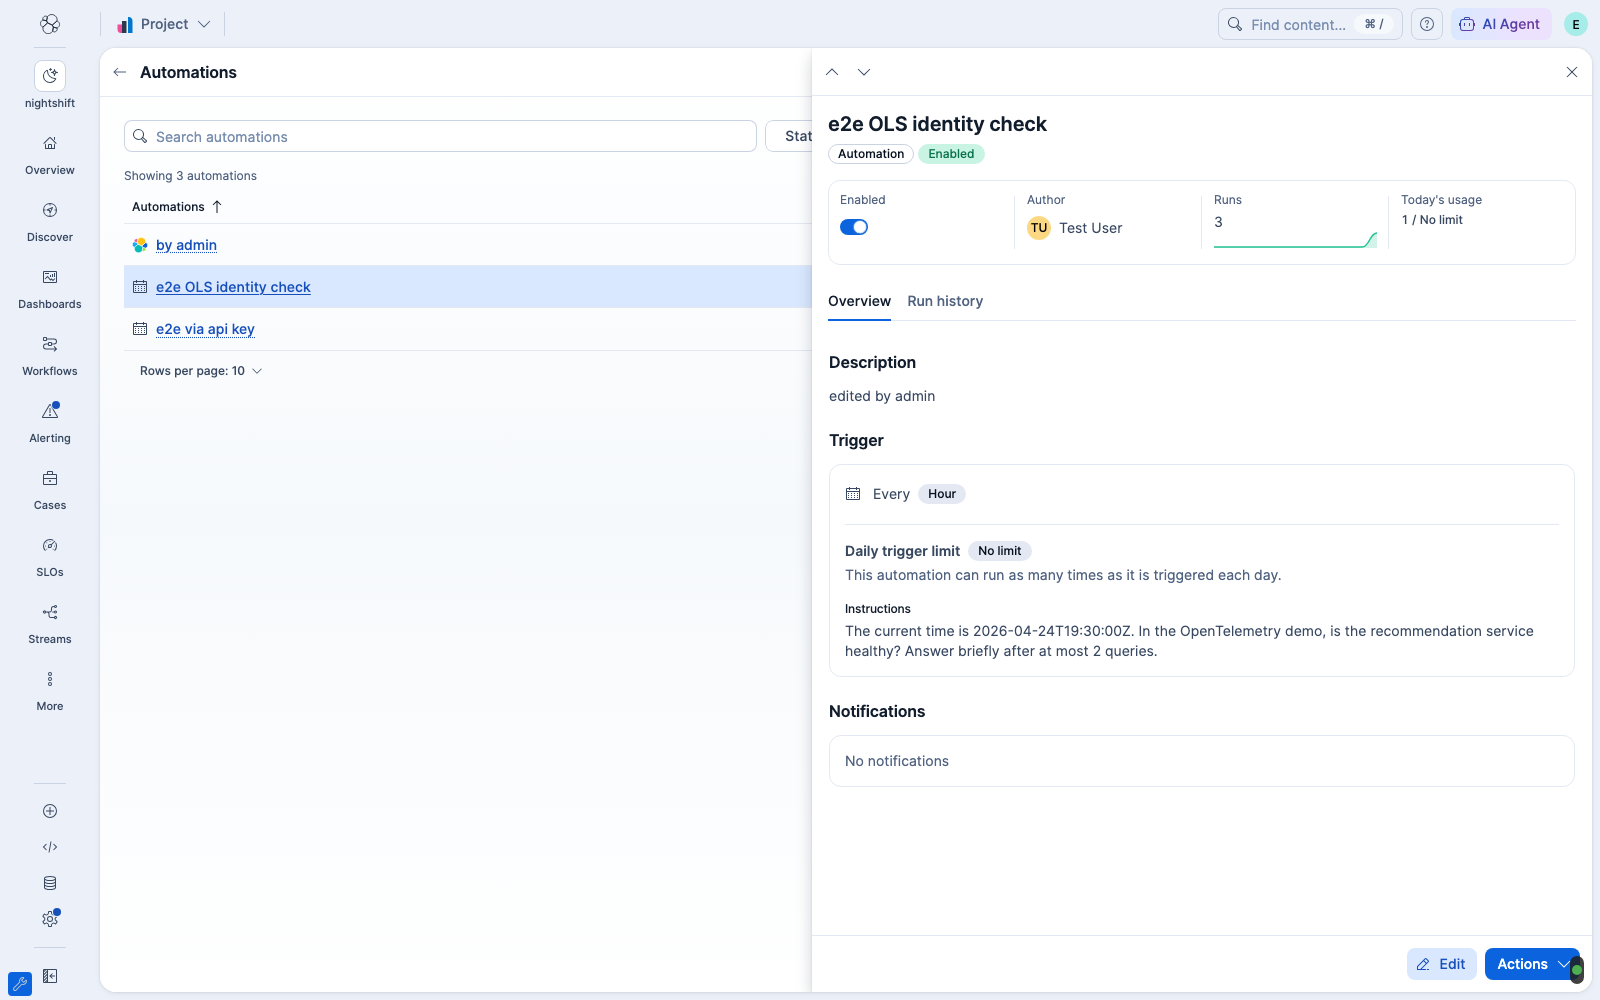 Project
Find content...
⌘ /
AI Agent
E
nightshift
Overview
Discover
Dashboards
Workflows
Alerting
Cases
SLOs
Streams
More
Automations
Search automations
Stat
Showing 3 automations
Automations
by admin
e2e OLS identity check
e2e via api key
Rows per page: 10
e2e OLS identity check
Automation
Enabled
Enabled
Author
TU
Test User
Runs
3
Today's usage
1 / No limit
Overview
Run history
Description
edited by admin
Trigger
Every
Hour
Daily trigger limit
No limit
This automation can run as many times as it is triggered each day.
Instructions
The current time is 2026-04-24T19:30:00Z. In the OpenTelemetry demo, is the recommendation service
healthy? Answer briefly after at most 2 queries.
Notifications
No notifications
Edit
Actions